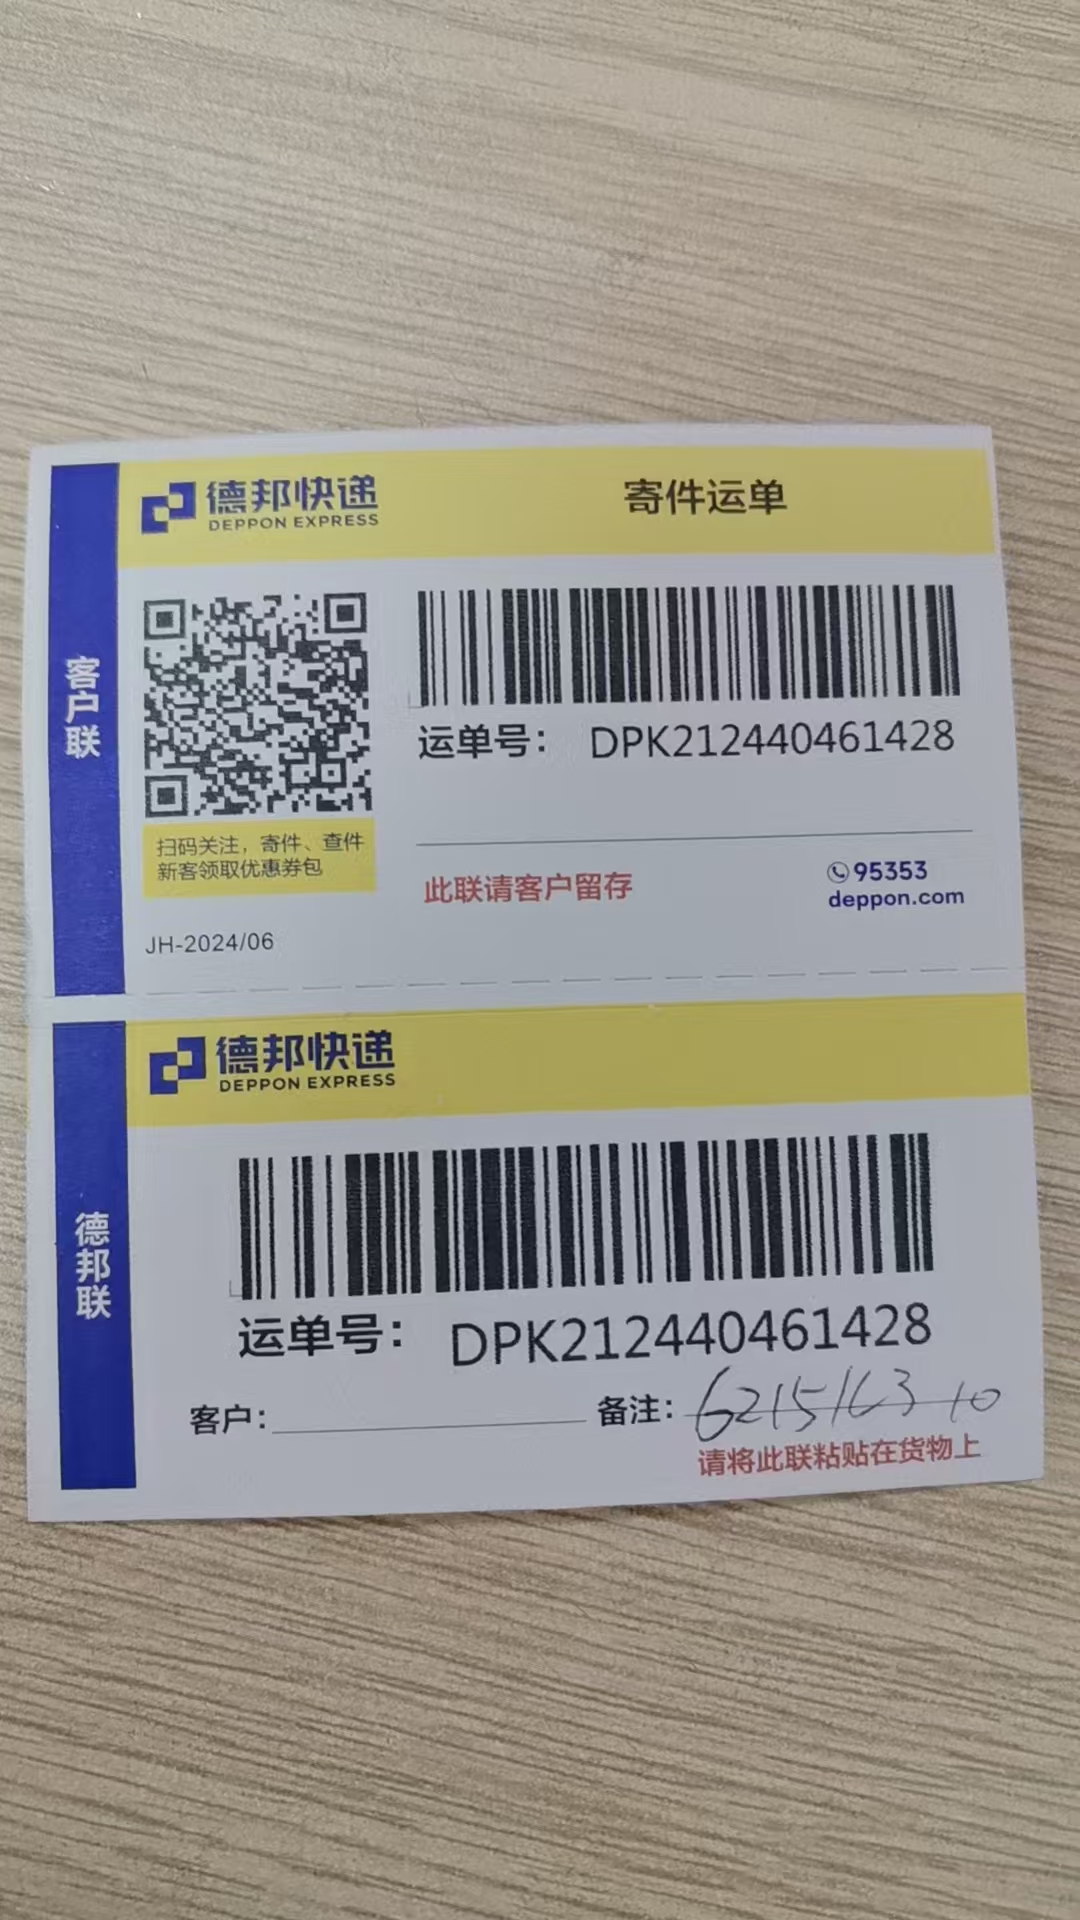 德邦快递
DEPPON EXPRESS
寄件运单
客户联
运单号： DPK212440461428
扫码关注，寄件、查件
新客领取优惠券包
此联请客户留存
95353
deppon.com
JH-2024/06
德邦快递
DEPPON EXPRESS
德邦联
运单号： DPK212440461428
客户： 备注： 6215163 10
请将此联粘贴在货物上